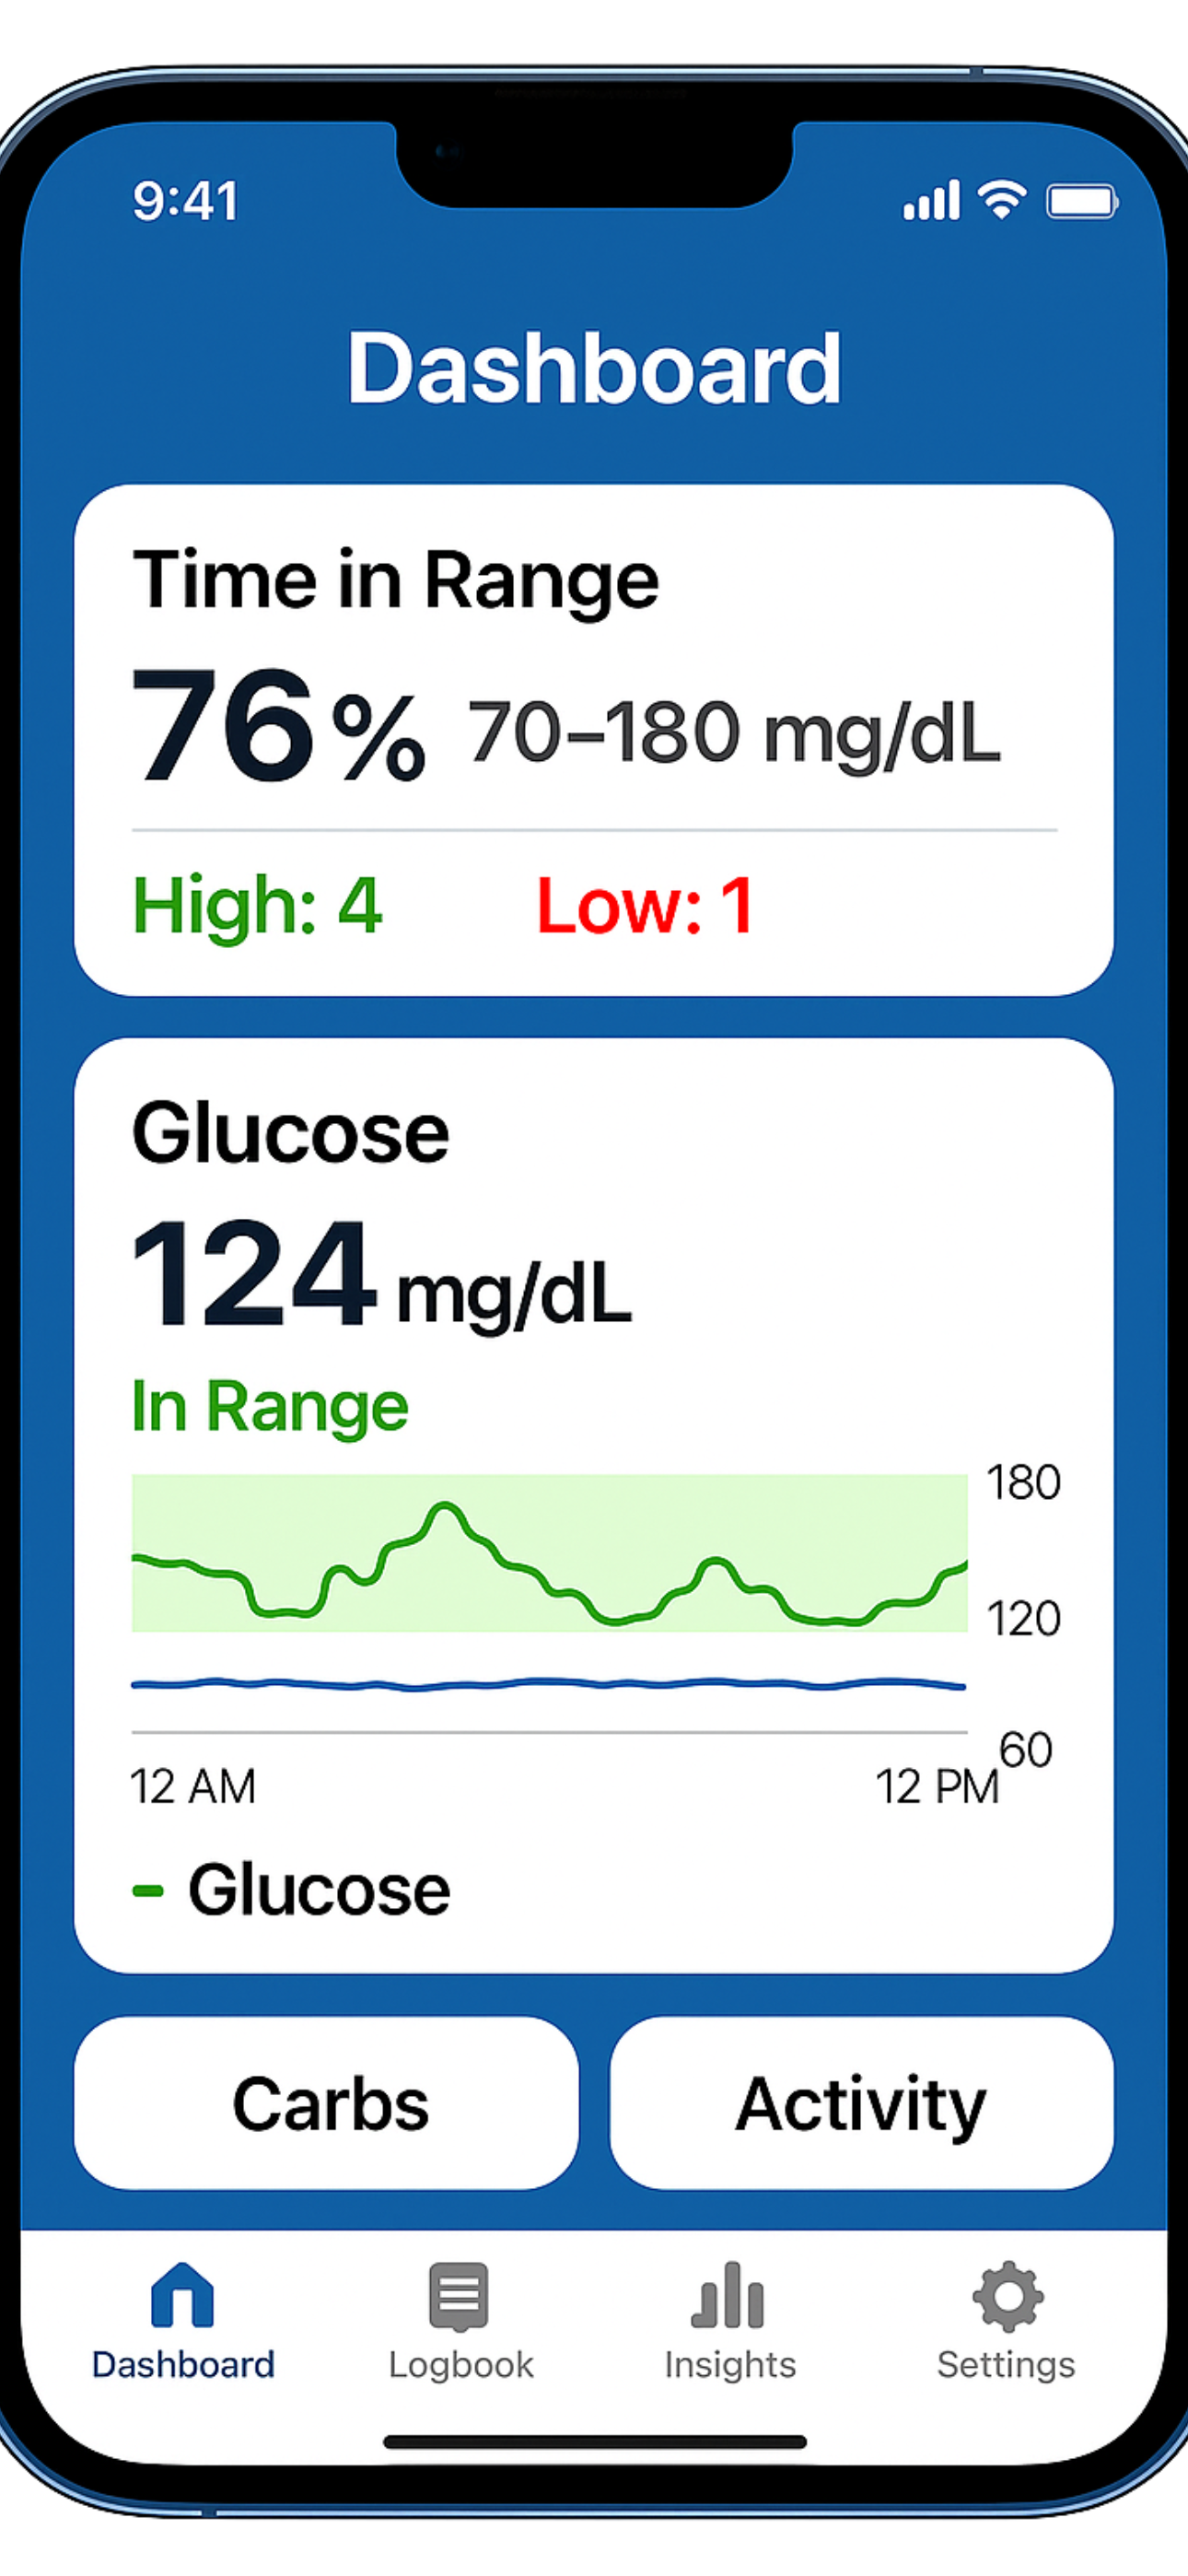 9:41
Dashboard
Time in Range
76% 70–180 mg/dL
High: 4 Low: 1
Glucose
124 mg/dL
In Range
180
120
60
12 AM 12 PM
Glucose
Carbs Activity
Dashboard Logbook Insights Settings